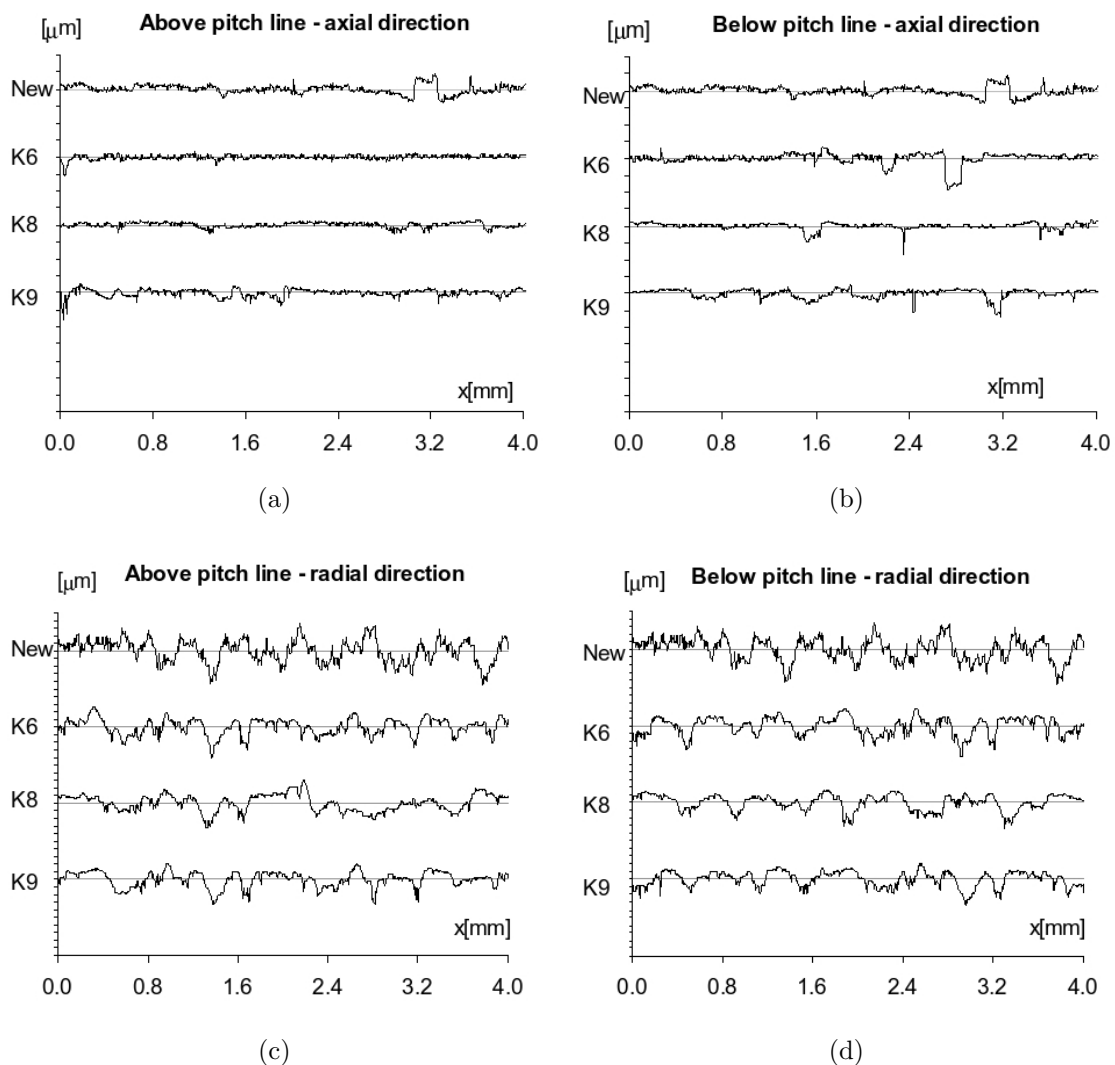 Above pitch line - axial direction
[μm]
New
K6
K8
K9
x[mm]
0.0 0.8 1.6 2.4 3.2 4.0
(a)
Below pitch line - axial direction
[μm]
New
K6
K8
K9
x[mm]
0.0 0.8 1.6 2.4 3.2 4.0
(b)
Above pitch line - radial direction
[μm]
New
K6
K8
K9
x[mm]
0.0 0.8 1.6 2.4 3.2 4.0
(c)
Below pitch line - radial direction
[μm]
New
K6
K8
K9
x[mm]
0.0 0.8 1.6 2.4 3.2 4.0
(d)